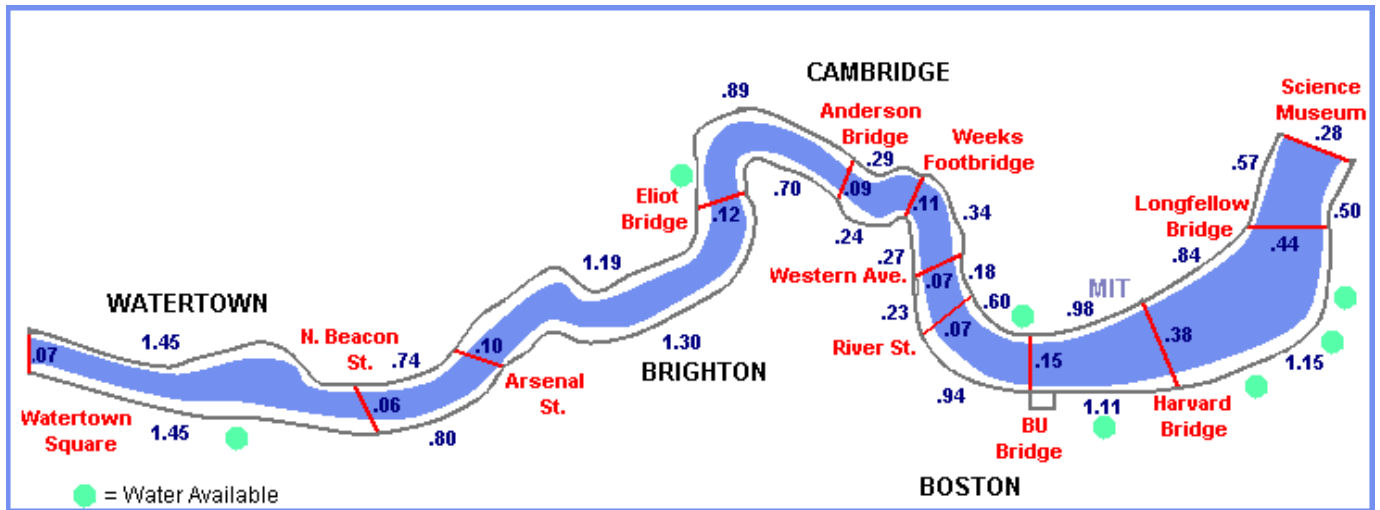 CAMBRIDGE
.89
Anderson
Bridge
Weeks
Footbridge
Science
Museum
.28
.57
.29
.70
.09
.11
.34
.50
Eliot
Bridge
.12
.24
Longfellow
Bridge
.44
.84
.27
Western Ave.
.07
.18
.60
MIT
.98
1.19
WATERTOWN
.07
1.45
N. Beacon
St.
.74
.10
1.30
BRIGHTON
.23
.07
River St.
.15
.38
1.15
Arsenal
St.
.06
.94
1.11
Harvard
Bridge
Watertown
Square
1.45
.80
BU
Bridge
BOSTON
= Water Available